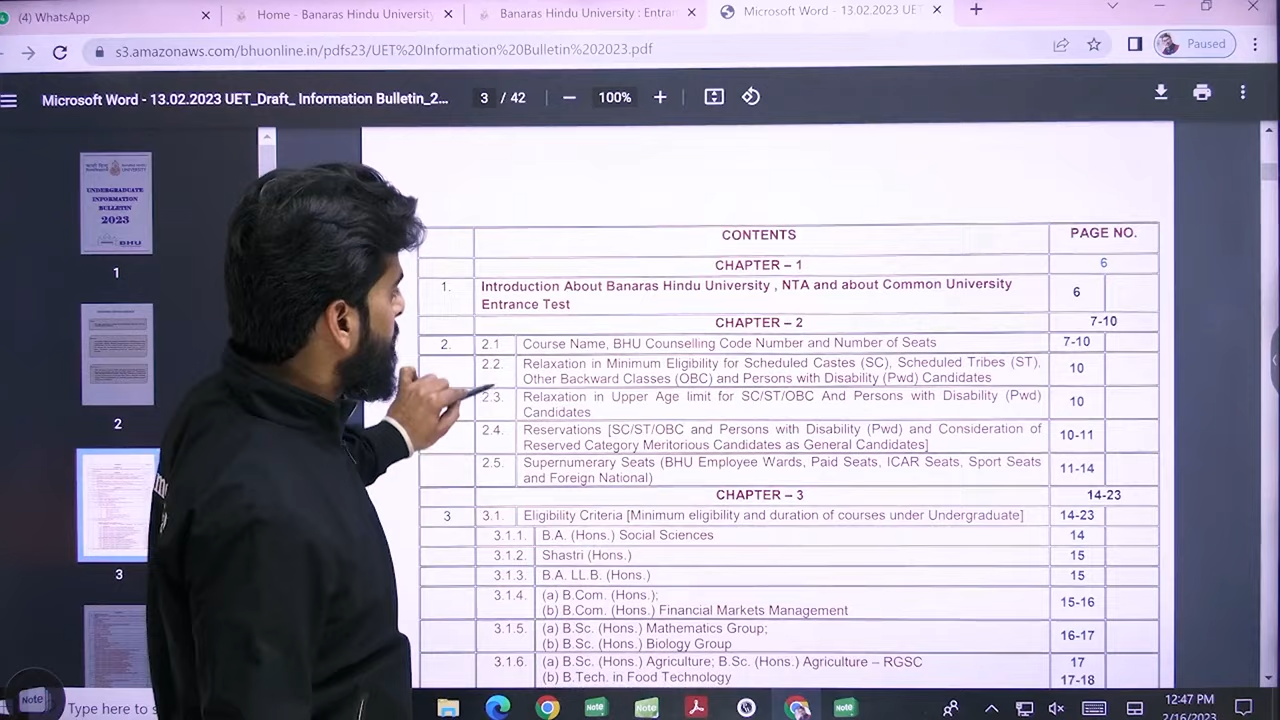 (4) WhatsApp
Home - Banaras Hindu University
Banaras Hindu University : Entran
Microsoft Word - 13.02.2023 UET
s3.amazonaws.com/bhuonline.in/pdfs23/UET%20Information%20Bulletin%202023.pdf
Paused
Microsoft Word - 13.02.2023 UET_Draft_ Information Bulletin_2...
3 / 42
100%
UNDERGRADUATE
INFORMATION
BULLETIN
2023
BHU
1
2
3
CONTENTS PAGE NO.
CHAPTER – 1 6
1. Introduction About Banaras Hindu University , NTA and about Common University
Entrance Test 6
CHAPTER – 2 7-10
2. 2.1 Course Name, BHU Counselling Code Number and Number of Seats 7-10
2.2. Relaxation in Minimum Eligibility for Scheduled Castes (SC), Scheduled Tribes (ST),
Other Backward Classes (OBC) and Persons with Disability (Pwd) Candidates 10
2.3. Relaxation in Upper Age limit for SC/ST/OBC And Persons with Disability (Pwd)
Candidates 10
2.4. Reservations [SC/ST/OBC and Persons with Disability (Pwd) and Consideration of
Reserved Category Meritorious Candidates as General Candidates] 10-11
2.5. Supernumerary Seats (BHU Employee Wards, Paid Seats, ICAR Seats, Sport Seats
and Foreign National) 11-14
CHAPTER – 3 14-23
3 3.1. Eligibility Criteria [Minimum eligibility and duration of courses under Undergraduate] 14-23
3.1.1. B.A. (Hons.) Social Sciences 14
3.1.2. Shastri (Hons.) 15
3.1.3. B.A. LL.B. (Hons.) 15
3.1.4. (a) B.Com. (Hons.);
b) B.Com. (Hons.) Financial Markets Management 15-16
3.1.5. (a) B.Sc. (Hons.) Mathematics Group;
b) B.Sc. (Hons.) Biology Group 16-17
3.1.6. a) B.Sc. (Hons.) Agriculture; B.Sc. (Hons.) Agriculture – RGSC 17
b) B.Tech. in Food Technology 17-18
Note
Type here to s
Note
Note
Note
12:47 PM
2/16/2023